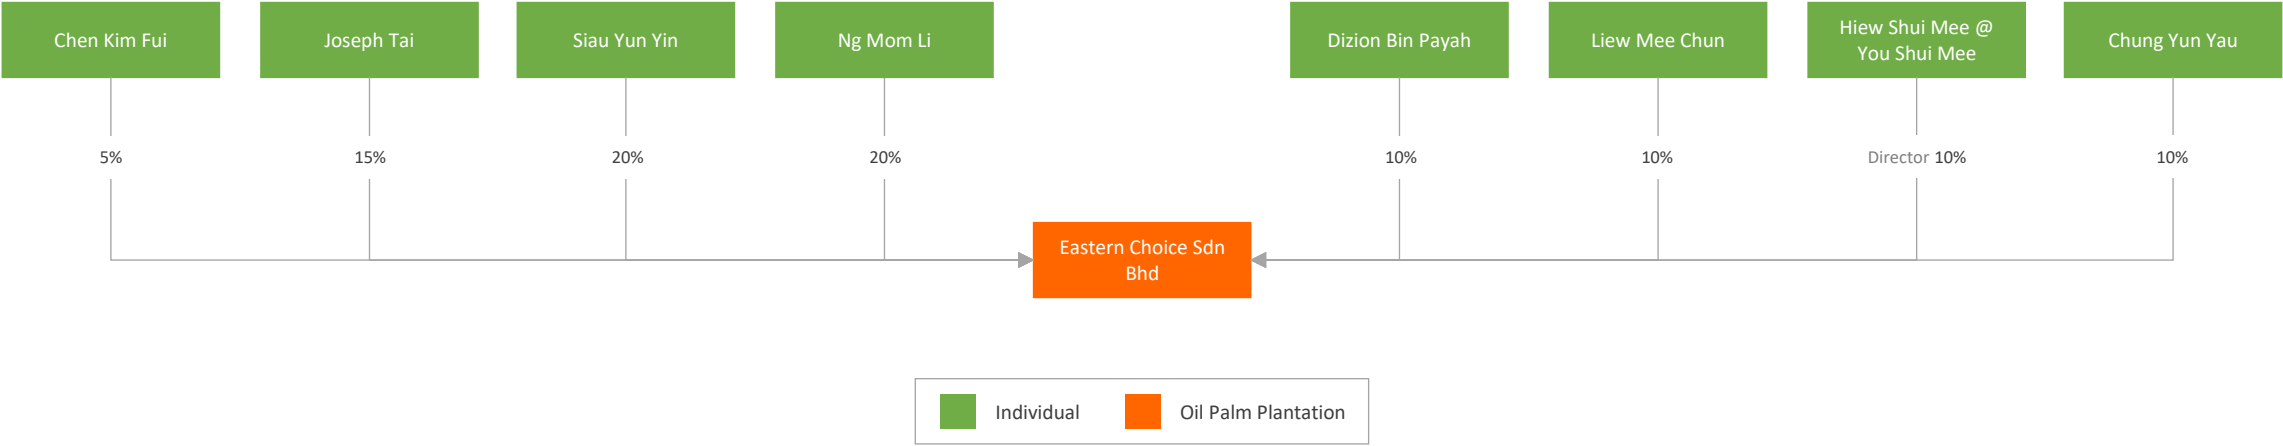 Chen Kim Fui
Joseph Tai
Siau Yun Yin
Ng Mom Li
Dizion Bin Payah
Liew Mee Chun
Hiew Shui Mee @
You Shui Mee
Chung Yun Yau
5%
15%
20%
20%
10%
10%
Director 10%
10%
Eastern Choice Sdn
Bhd
Individual
Oil Palm Plantation